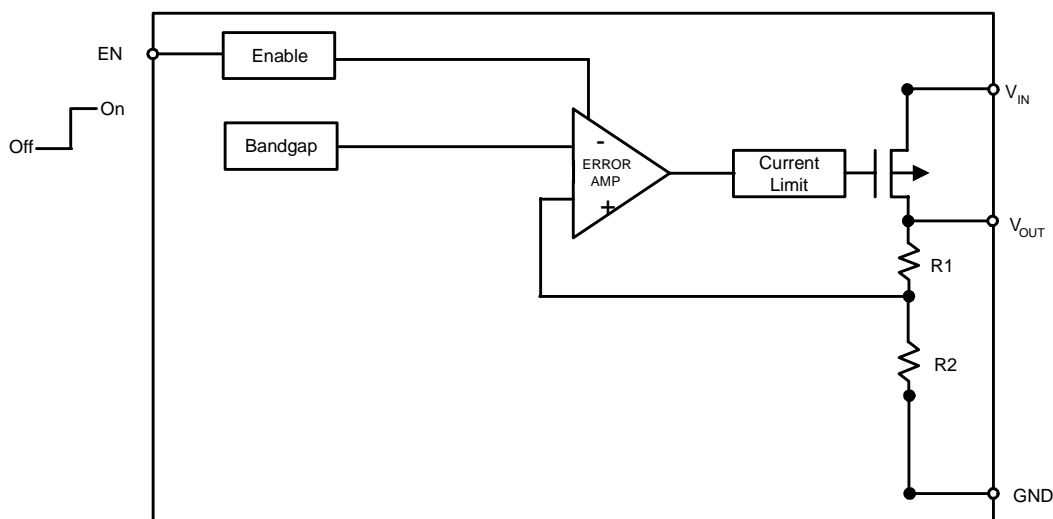 EN
Enable
On
Off
Bandgap
-
ERROR
AMP
+
Current
Limit
V_IN
V_OUT
R1
R2
GND